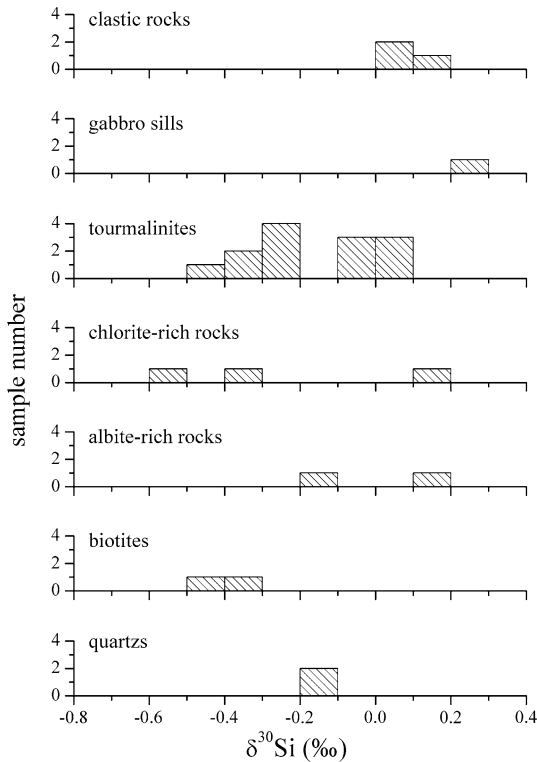 clastic rocks
4
2
0
gabbro sills
4
2
0
tourmalinites
4
2
0
chlorite-rich rocks
4
2
0
albite-rich rocks
4
2
0
biotites
4
2
0
quartzs
4
2
0
sample number
-0.8 -0.6 -0.4 -0.2 0.0 0.2 0.4
δ³⁰Si (‰)